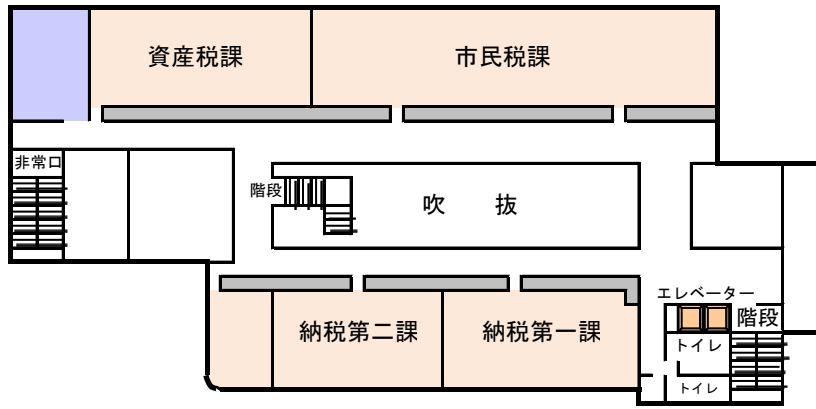 資産税課
市民税課
非常口
階段
吹 抜
エレベーター
階段
納税第二課
納税第一課
トイレ
トイレ